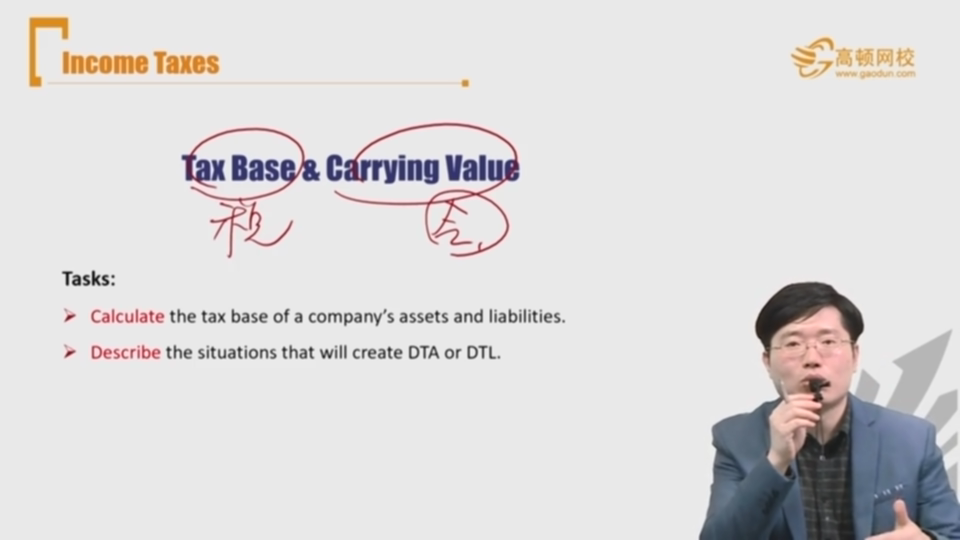 Income Taxes
高顿网校
www.gaodun.com
Tax Base & Carrying Value
税 会
Tasks:
Calculate the tax base of a company's assets and liabilities.
Describe the situations that will create DTA or DTL.